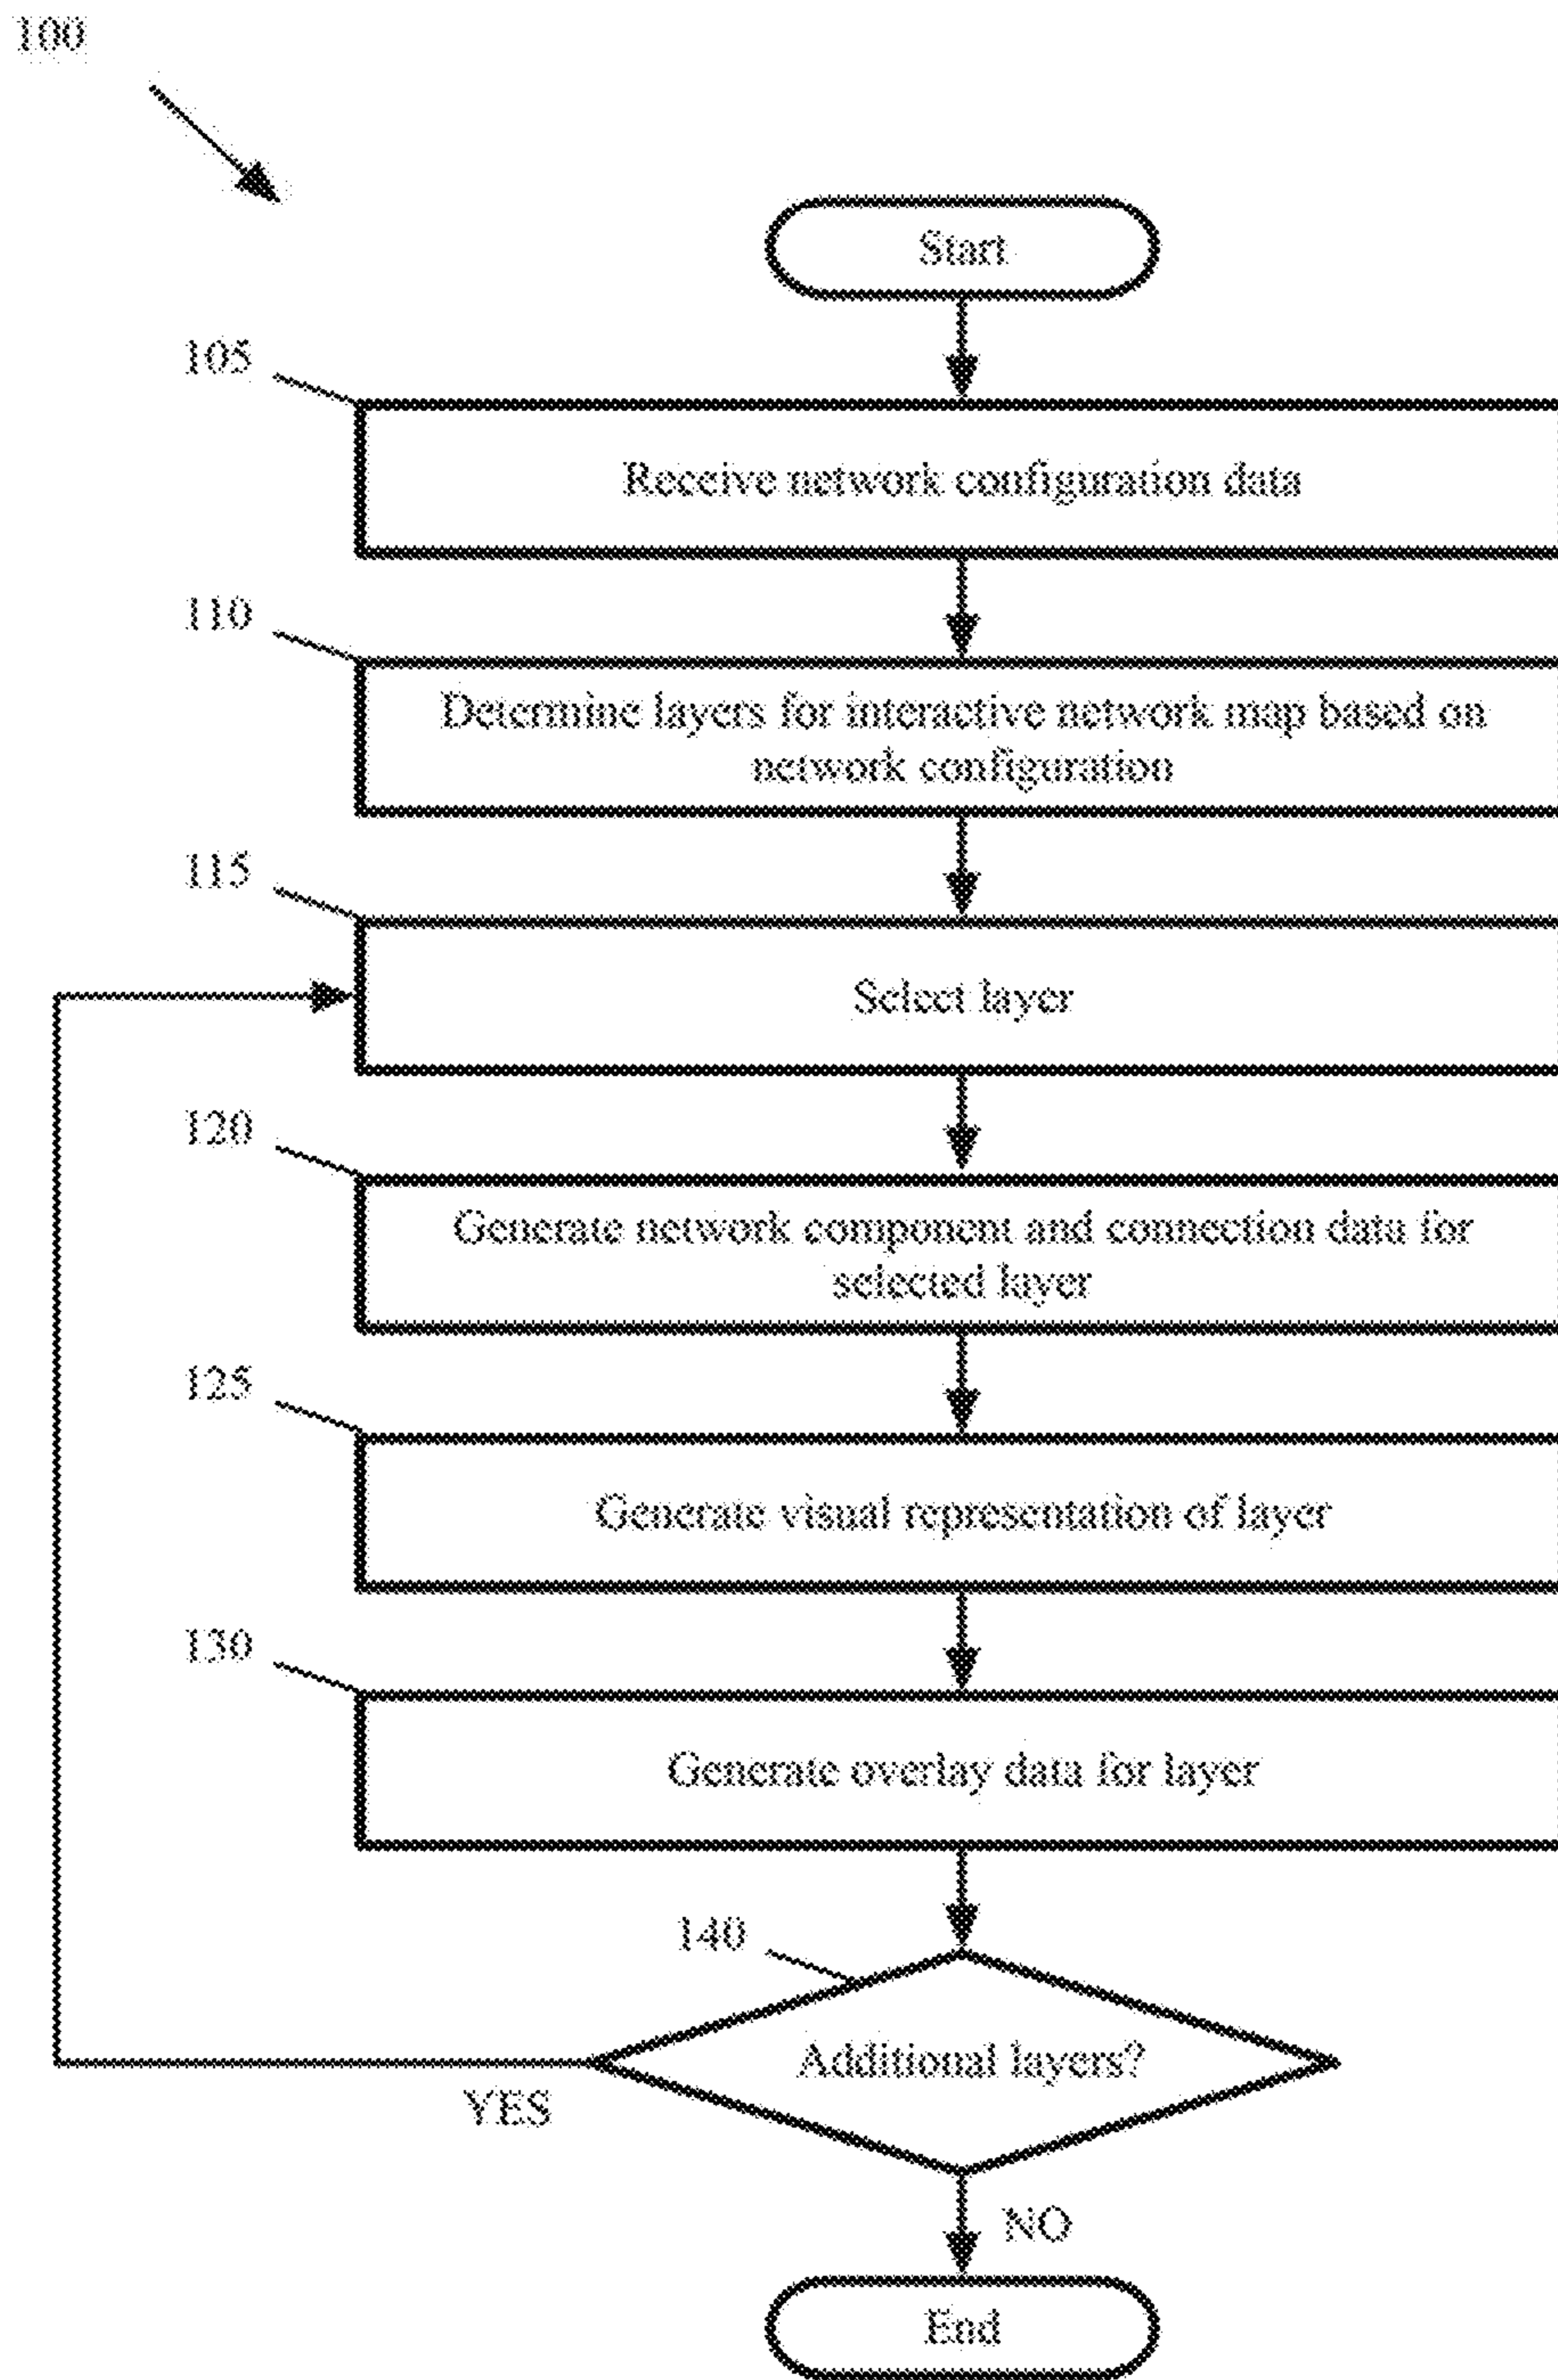 100
Start
105
Receive network configuration data
110
Determine layers for interactive network map based on
network configuration
115
Select layer
120
Generate network component and connection data for
selected layer
125
Generate visual representation of layer
130
Generate overlay data for layer
140
Additional layers?
YES
NO
End